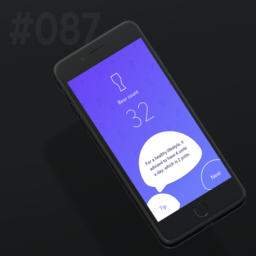 #087
Beer count
32
For a healthy lifestyle, it
advised to have 4 units
a day, which is 2 pints.
Tip
Next